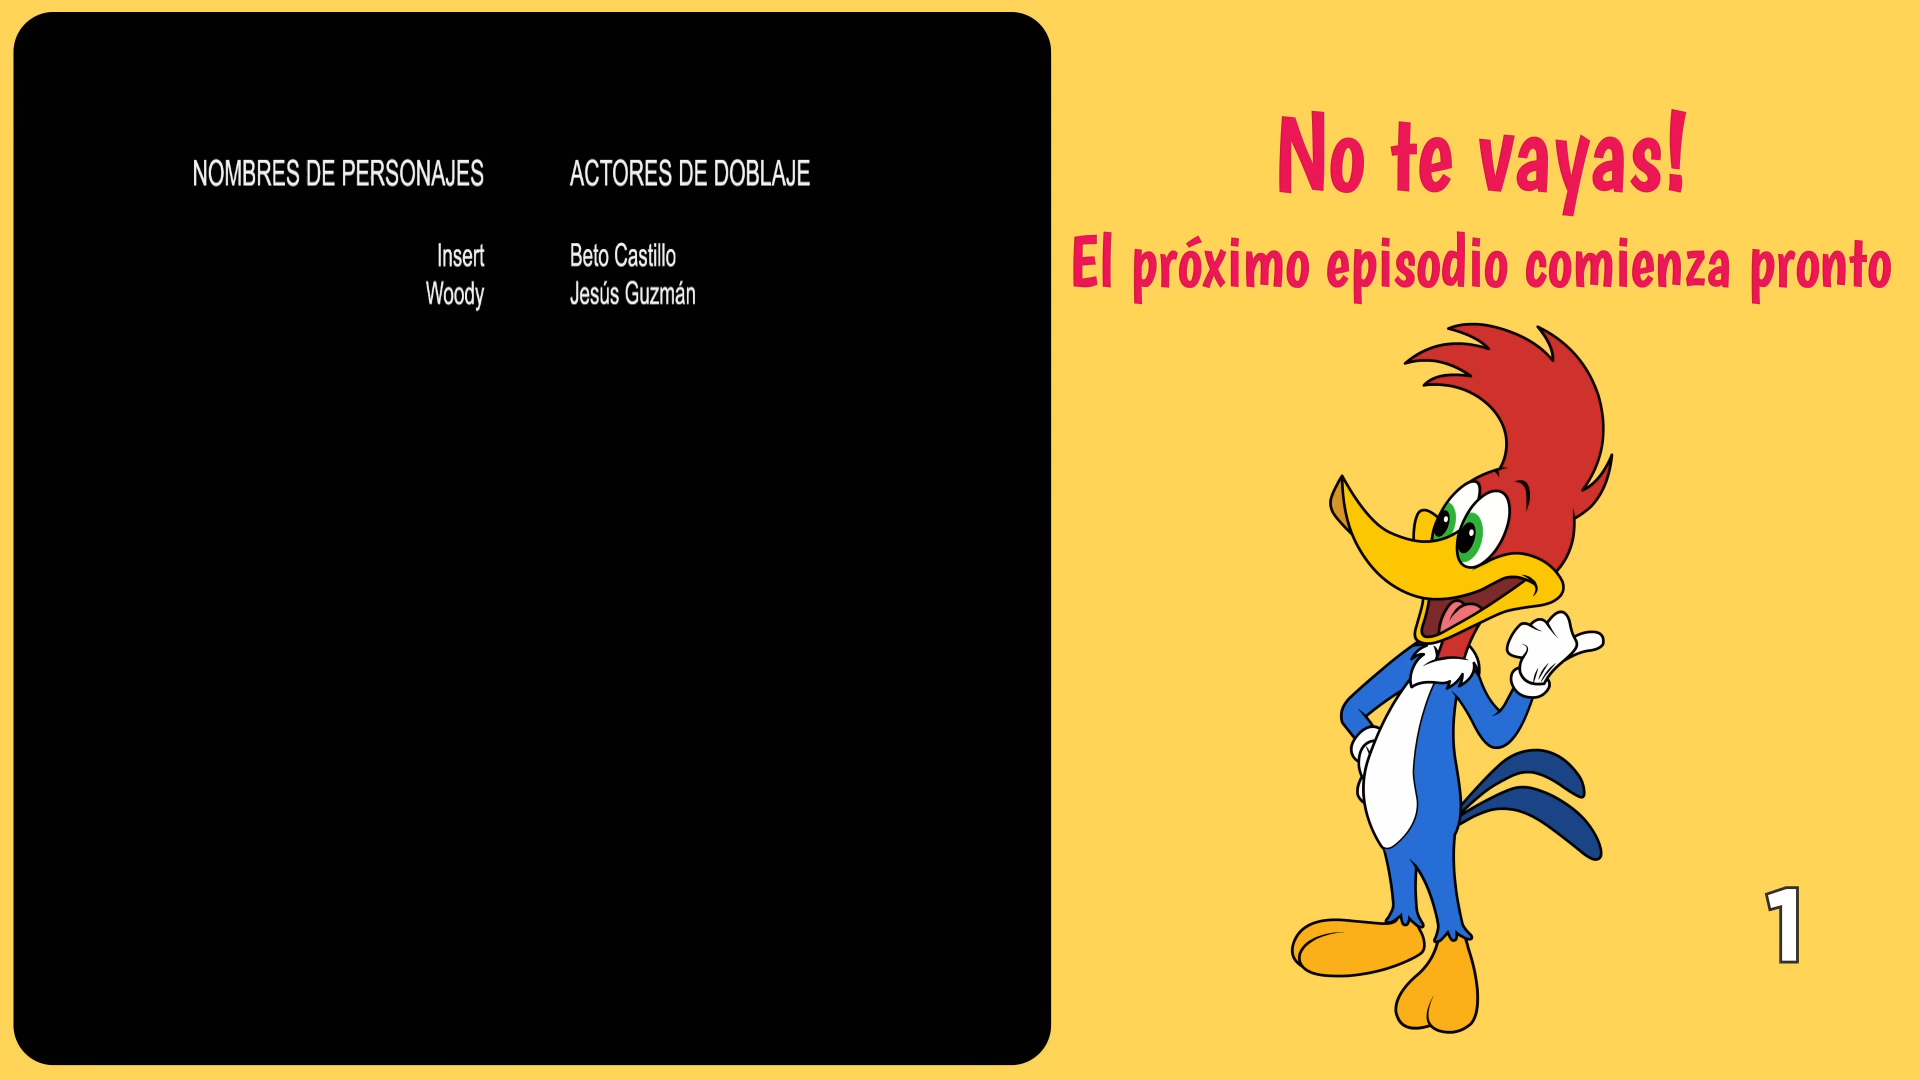 NOMBRES DE PERSONAJES ACTORES DE DOBLAJE
Insert Beto Castillo
Woody Jesús Guzmán
No te vayas!
El próximo episodio comienza pronto
1